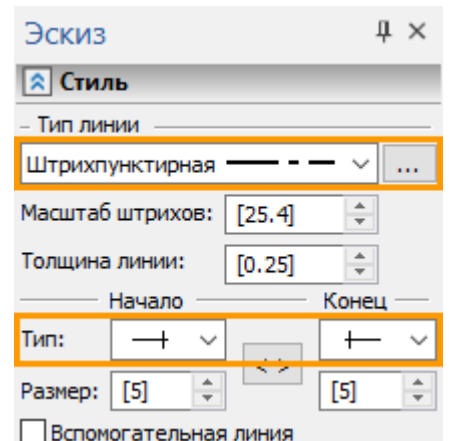 Эскиз
Стиль
Тип линии
Штрихпунктирная ...
Масштаб штрихов: [25.4]
Толщина линии: [0.25]
Начало Конец
Тип:
< >
Размер: [5] [5]
Вспомогательная линия